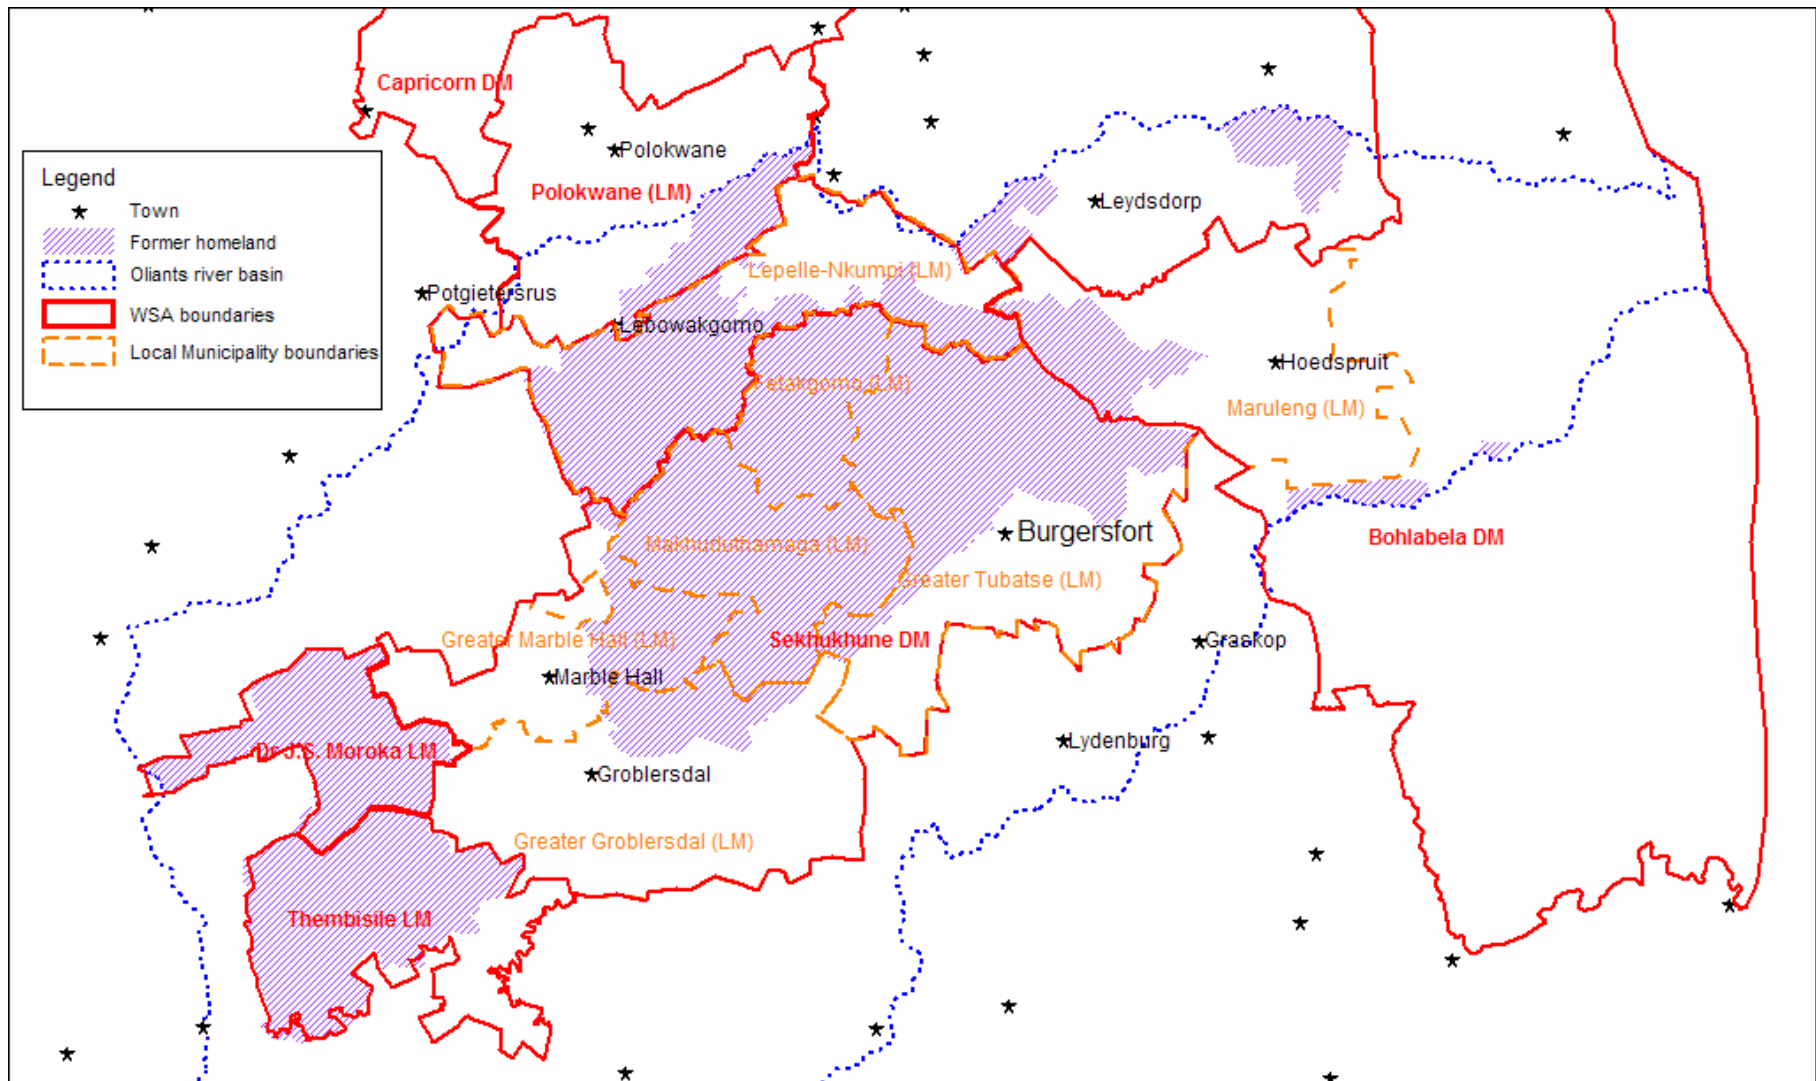 Capricorn DM
Polokwane
Polokwane (LM)
Legend
Town
Former homeland
Oliants river basin
WSA boundaries
Local Municipality boundaries
Leydsdorp
Lepelle-Nkumpi (LM)
Potgietersrus
Lebowakgomo
Hoedspruit
Fetakgomo (LM)
Maruleng (LM)
Burgersfort
Bohlabela DM
Makhuduthamaga (LM)
Greater Tubatse (LM)
Greater Marble Hall (LM)
Sekhukhune DM
Graskop
Marble Hall
Dr J.S. Moroka LM
Lydenburg
Groblersdal
Greater Groblersdal (LM)
Thembisile LM